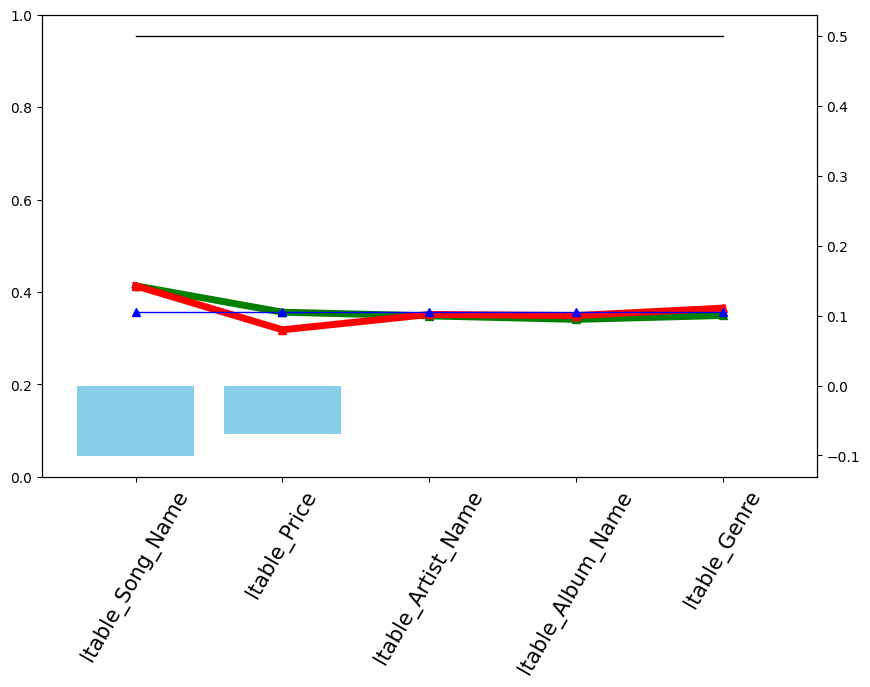 1.0
0.8
0.6
0.4
0.2
0.0
0.5
0.4
0.3
0.2
0.1
0.0
−0.1
ltable_Song_Name
ltable_Price
ltable_Artist_Name
ltable_Album_Name
ltable_Genre